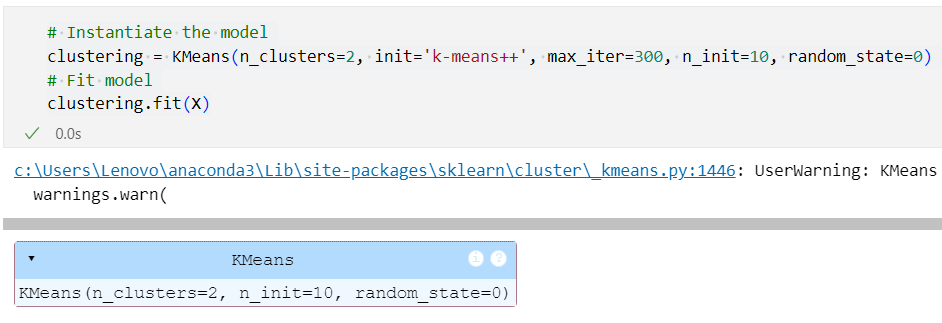 # Instantiate the model
clustering = KMeans(n_clusters=2, init='k-means++', max_iter=300, n_init=10, random_state=0)
# Fit model
clustering.fit(X)
0.0s
c:\Users\Lenovo\anaconda3\Lib\site-packages\sklearn\cluster\_kmeans.py:1446: UserWarning: KMeans
  warnings.warn(
▾ KMeans i ?
KMeans(n_clusters=2, n_init=10, random_state=0)